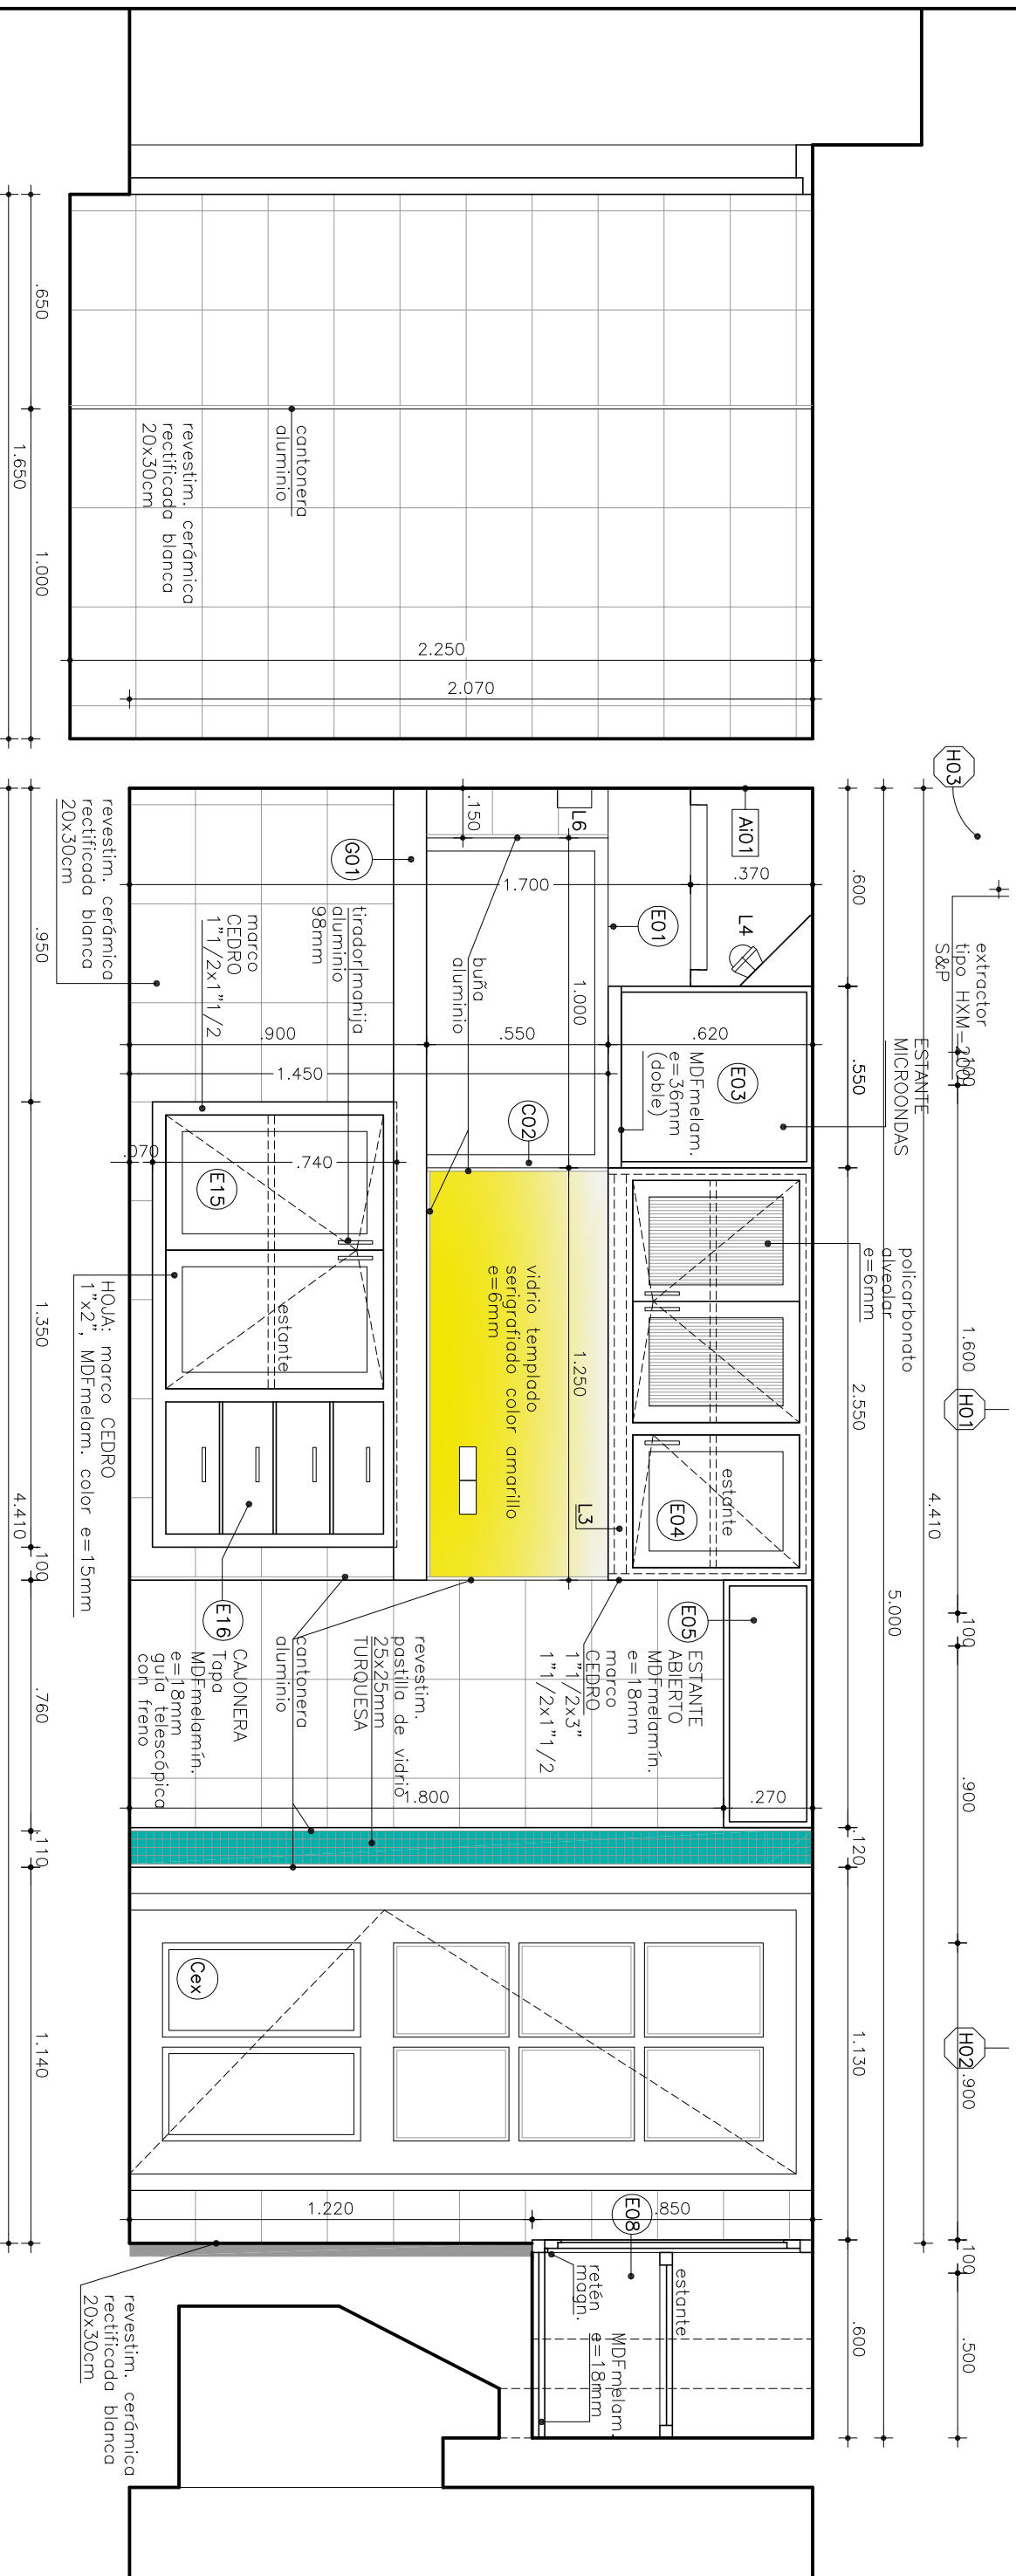 H03
extractor
tipo HXM-200
S&P
.100
1.600
H01
.100
.900
H02
.900
.100
.500
4.410
5.000
ESTANTE
MICROONDAS
policarbonato
alveolar
e=6mm
.600
.550
2.550
.120
1.130
.600
Ai01
.370
L4
E03
.620
MDFmelam.
e=36mm
(doble)
estante
E04
L3
E05
ESTANTE
ABIERTO
MDFmelamín.
e=18mm
marco
CEDRO
1"1/2x3"
1"1/2x1"1/2
.270
.850
E08
estante
retén
magn.
MDFmelam.
e=18mm
E01
L6
.150
1.000
1.250
1.700
buña
aluminio
.550
C02
vidrio templado
serigrafiado color amarillo
e=6mm
revestim.
pastilla de vidrio
25x25mm
TURQUESA
1.800
cantonera
aluminio
1.220
G01
tirador/manija
aluminio
98mm
marco
CEDRO
1"1/2x1"1/2
.900
1.450
.070
.740
E15
estante
E16
CAJONERA
Tapa
MDFmelamín.
e=18mm
guía telescópica
con freno
Cex
revestim. cerámica
rectificada blanca
20x30cm
HOJA: marco CEDRO
1"x2", MDFmelam. color e=15mm
revestim. cerámica
rectificada blanca
20x30cm
.950
1.350
.100
.760
.110
1.140
4.410
cantonera
aluminio
revestim. cerámica
rectificada blanca
20x30cm
2.250
2.070
.650
1.000
1.650